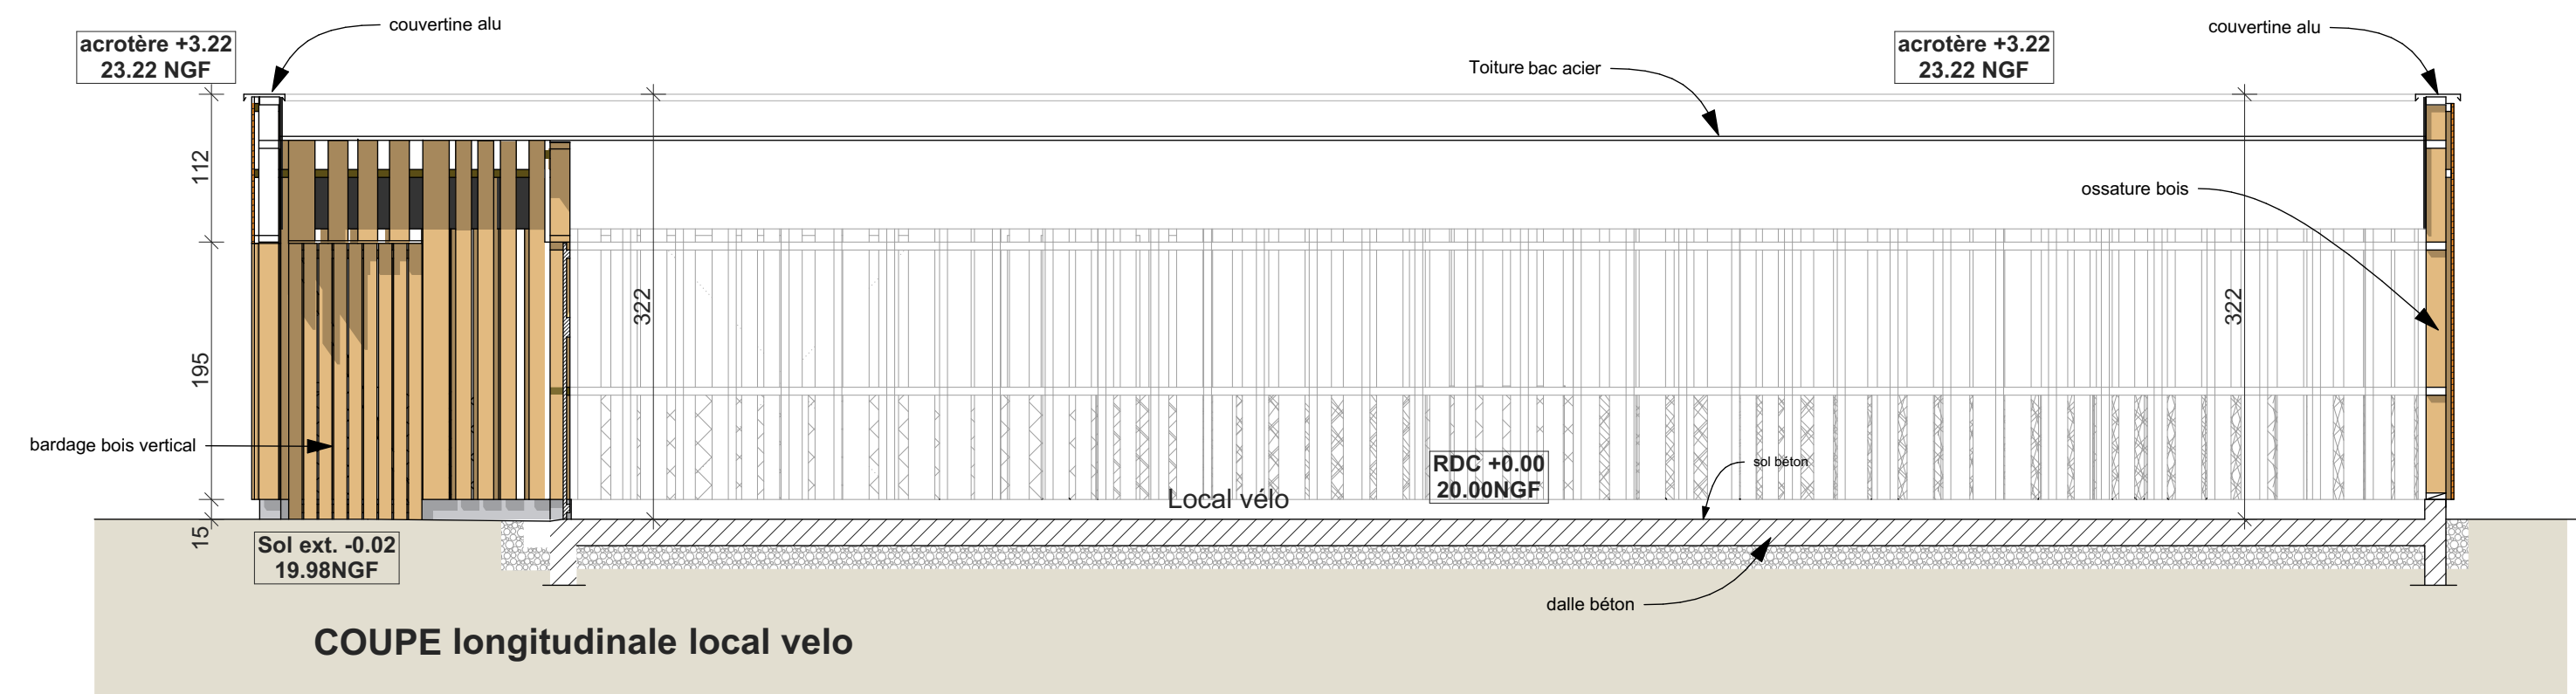 couvertine alu
acrotère +3.22
23.22 NGF
Toiture bac acier
acrotère +3.22
23.22 NGF
couvertine alu
112
ossature bois
322
322
195
bardage bois vertical
RDC +0.00
20.00NGF
sol béton
Local vélo
15
Sol ext. -0.02
19.98NGF
dalle béton
COUPE longitudinale local velo